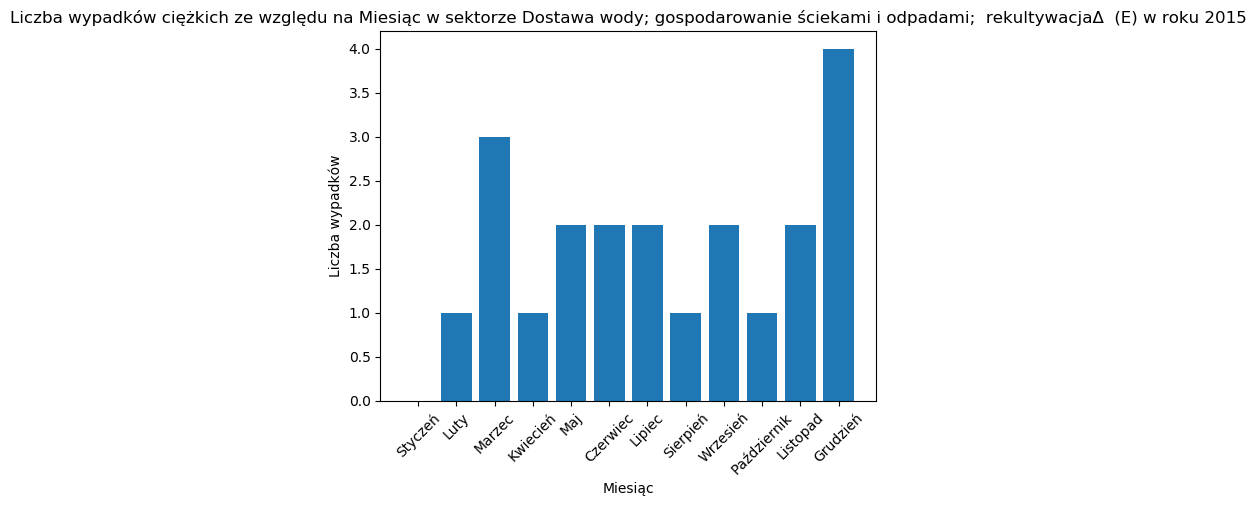 Liczba wypadków ciężkich ze względu na Miesiąc w sektorze Dostawa wody; gospodarowanie ściekami i odpadami;  rekultywacjaΔ  (E) w roku 2015
4.0
3.5
3.0
2.5
2.0
1.5
1.0
0.5
0.0
Liczba wypadków
Styczeń
Luty
Marzec
Kwiecień
Maj
Czerwiec
Lipiec
Sierpień
Wrzesień
Październik
Listopad
Grudzień
Miesiąc